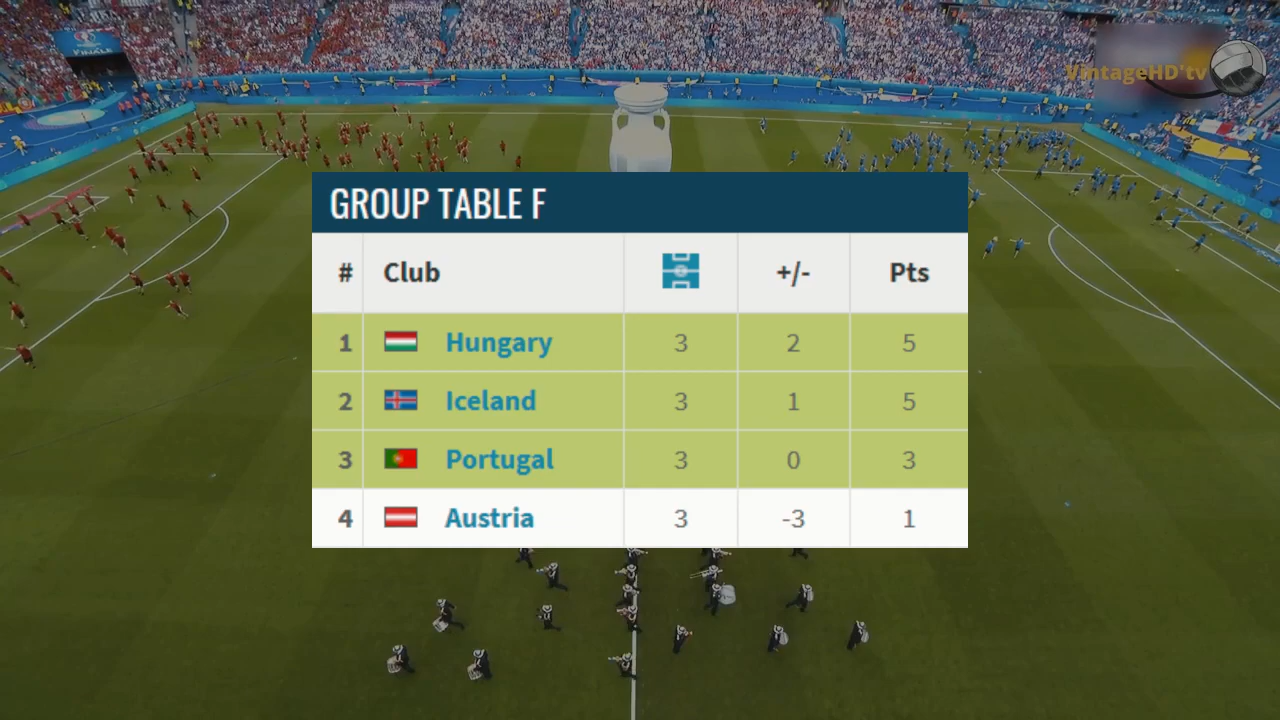 FINALE
VintageHD'tv
GROUP TABLE F
# Club +/- Pts
1 Hungary 3 2 5
2 Iceland 3 1 5
3 Portugal 3 0 3
4 Austria 3 -3 1